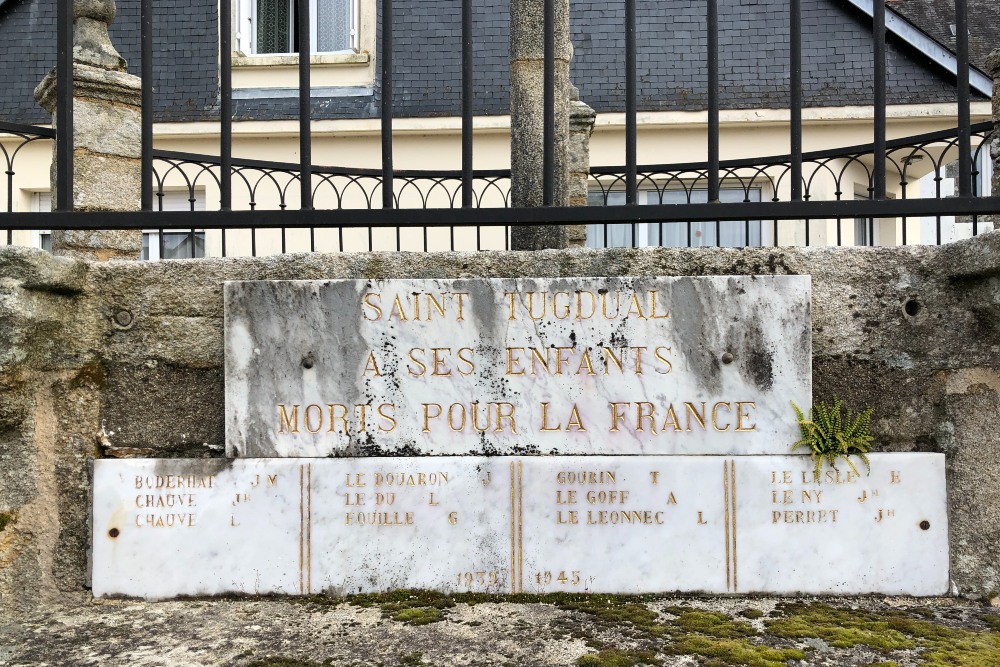 SAINT TUGDUAL
A SES ENFANTS
MORTS POUR LA FRANCE
BODERHAT J M
CHAUVE JH
CHAUVE L
LE DOUARON J
LE DU L
FOUILLE G
GOURIN T
LE GOFF A
LE LEONNEC L
LE LESLE E
LE NY JH
PERRET JH
1939 1945